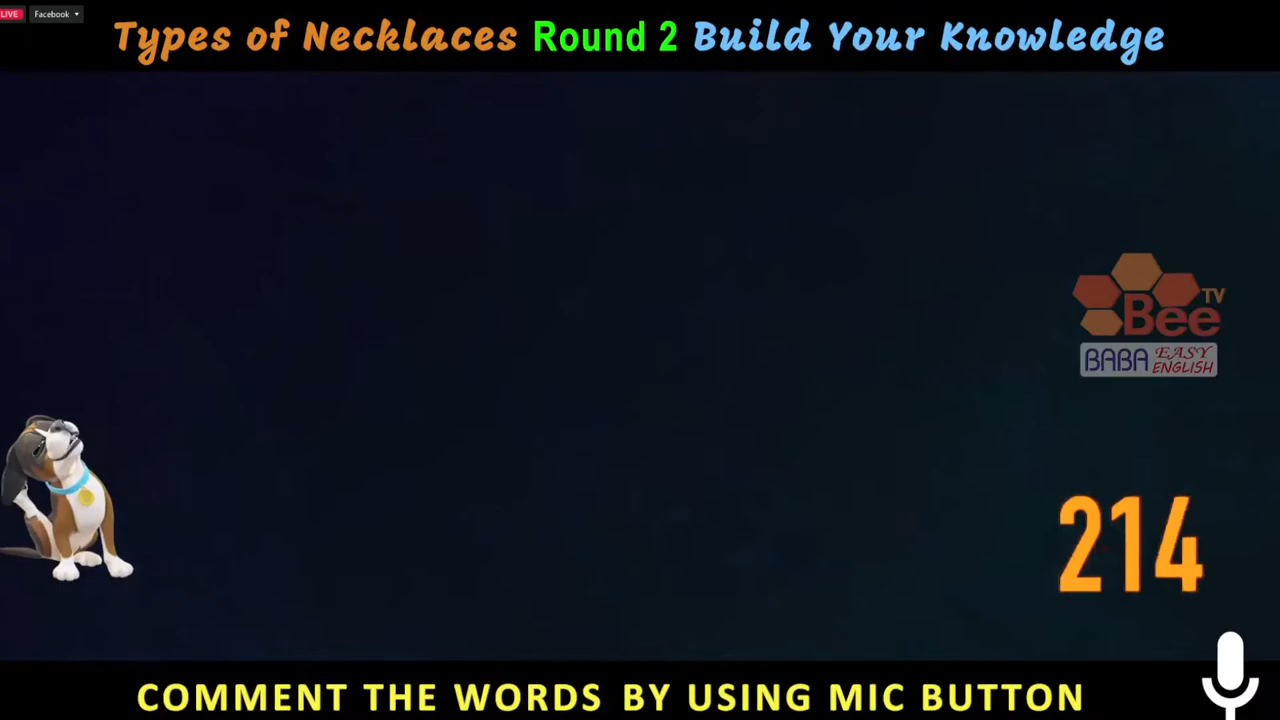 LIVE
Facebook
Types of Necklaces Round 2 Build Your Knowledge
Bee TV
BABA EASY ENGLISH
214
COMMENT THE WORDS BY USING MIC BUTTON